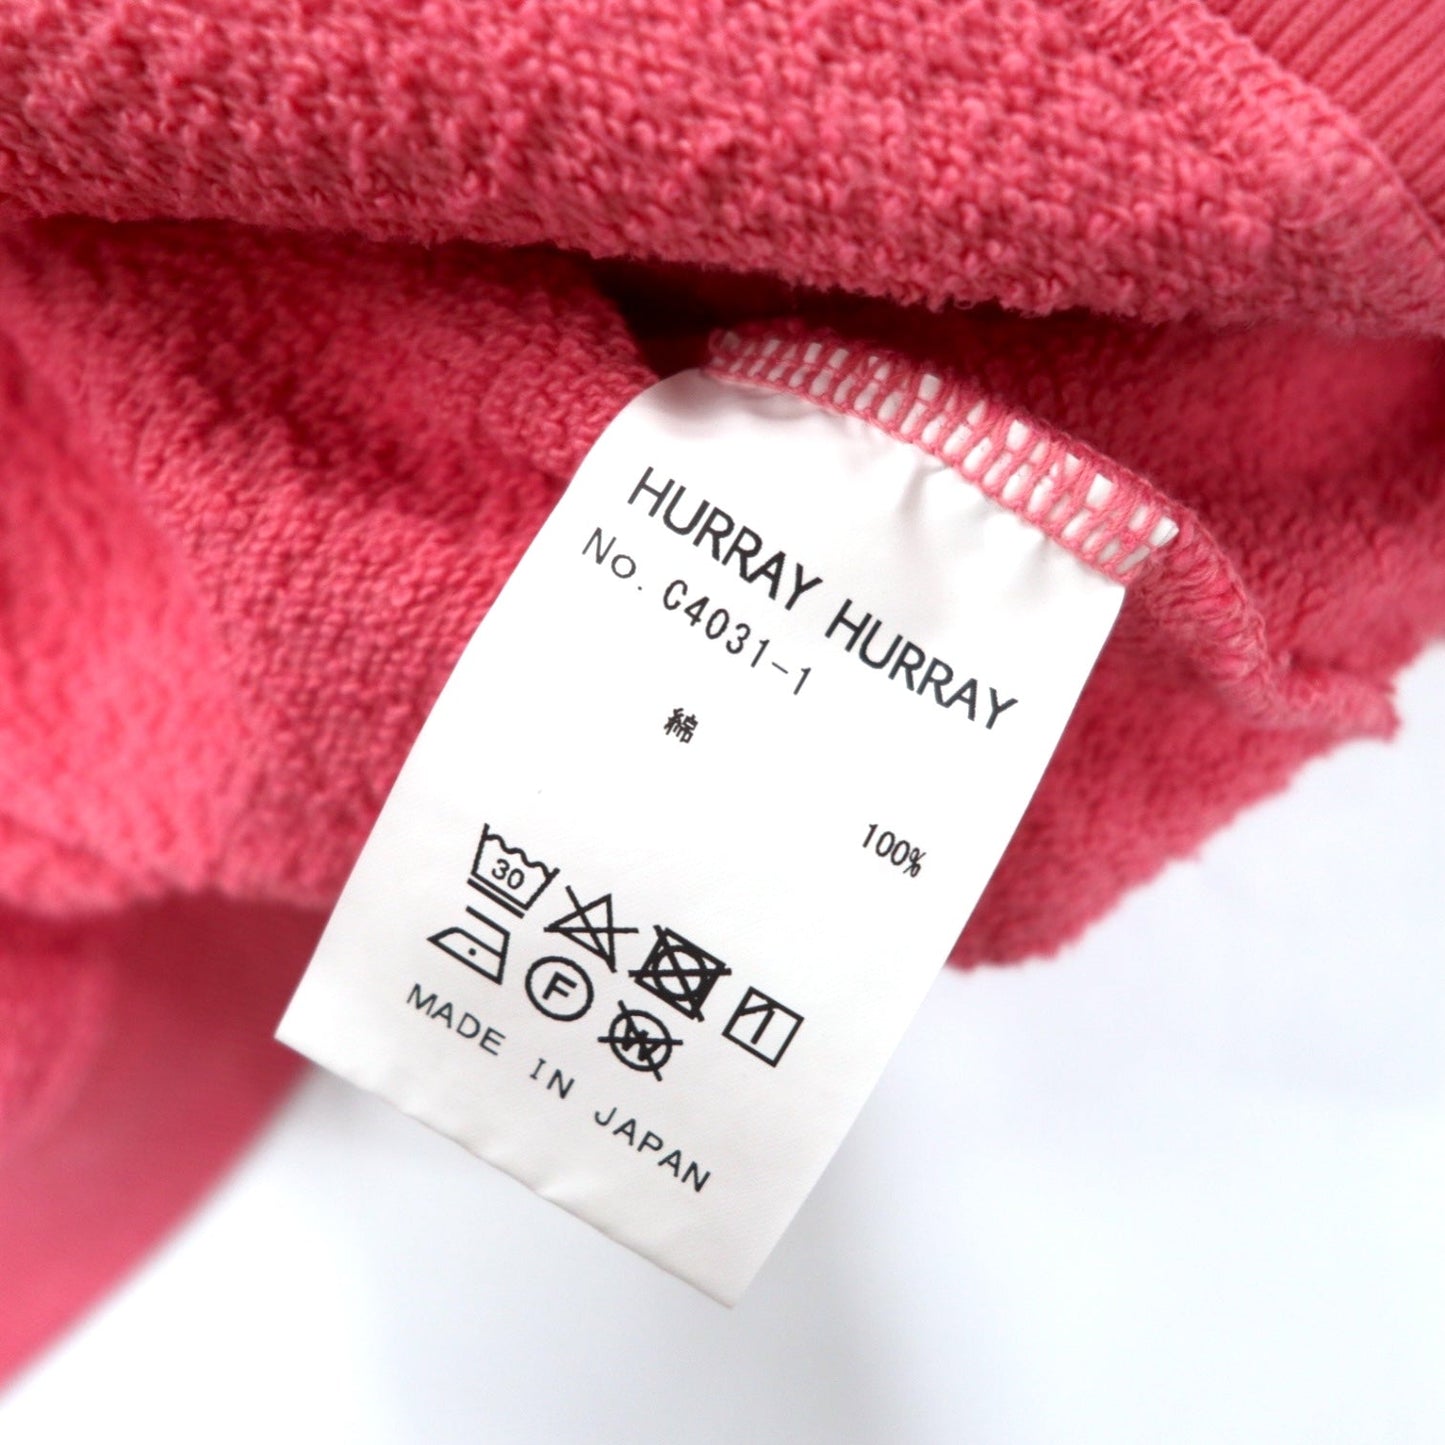 HURRAY HURRAY
No. C4031-1
綿 100%
30
F W
MADE IN JAPAN